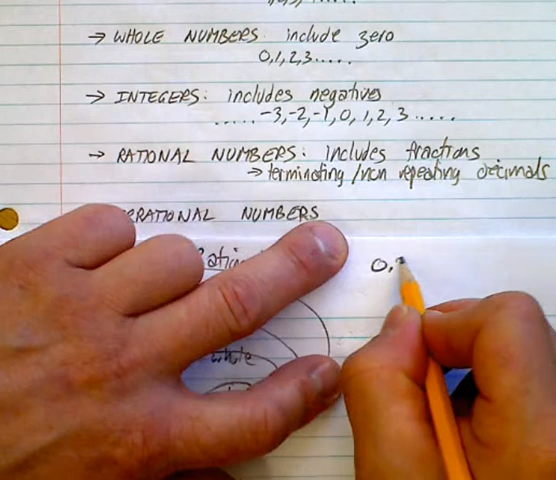 → WHOLE NUMBERS: include zero
0,1,2,3.....
→ INTEGERS: includes negatives
.....-3,-2,-1,0,1,2,3.....
→ RATIONAL NUMBERS: includes fractions
→ terminating/non repeating decimals
RATIONAL NUMBERS
whole